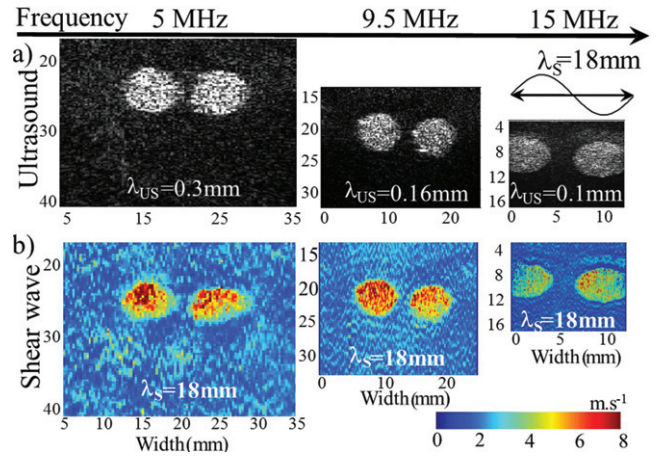 Frequency 5 MHz 9.5 MHz 15 MHz
a)
Ultrasound
20
30
40
5 15 25 35
λUS=0.3mm
15
20
25
30
0 10 20
λUS=0.16mm
λS=18mm
4
8
12
16
0 5 10
λUS=0.1mm
b)
Shear wave
20
30
40
5 10 15 20 25 30 35
Width(mm)
λS=18mm
15
20
25
30
0 10 20
Width(mm)
λS=18mm
4
8
12
16
0 5 10
Width(mm)
λS=18mm
m.s-1
0 2 4 6 8